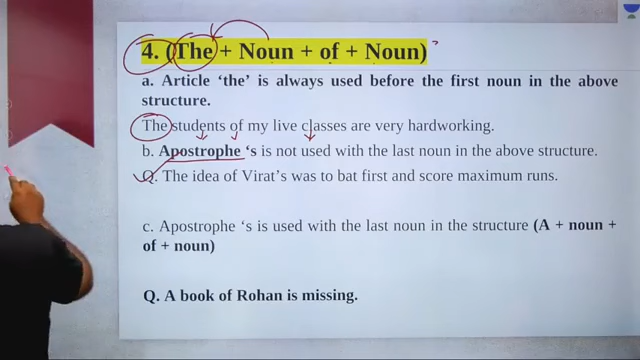 4. (The + Noun + of + Noun)
a. Article ‘the’ is always used before the first noun in the above
structure.
The students of my live classes are very hardworking.
b. Apostrophe ‘s is not used with the last noun in the above structure.
Q. The idea of Virat’s was to bat first and score maximum runs.
c. Apostrophe ‘s is used with the last noun in the structure (A + noun +
of + noun)
Q. A book of Rohan is missing.